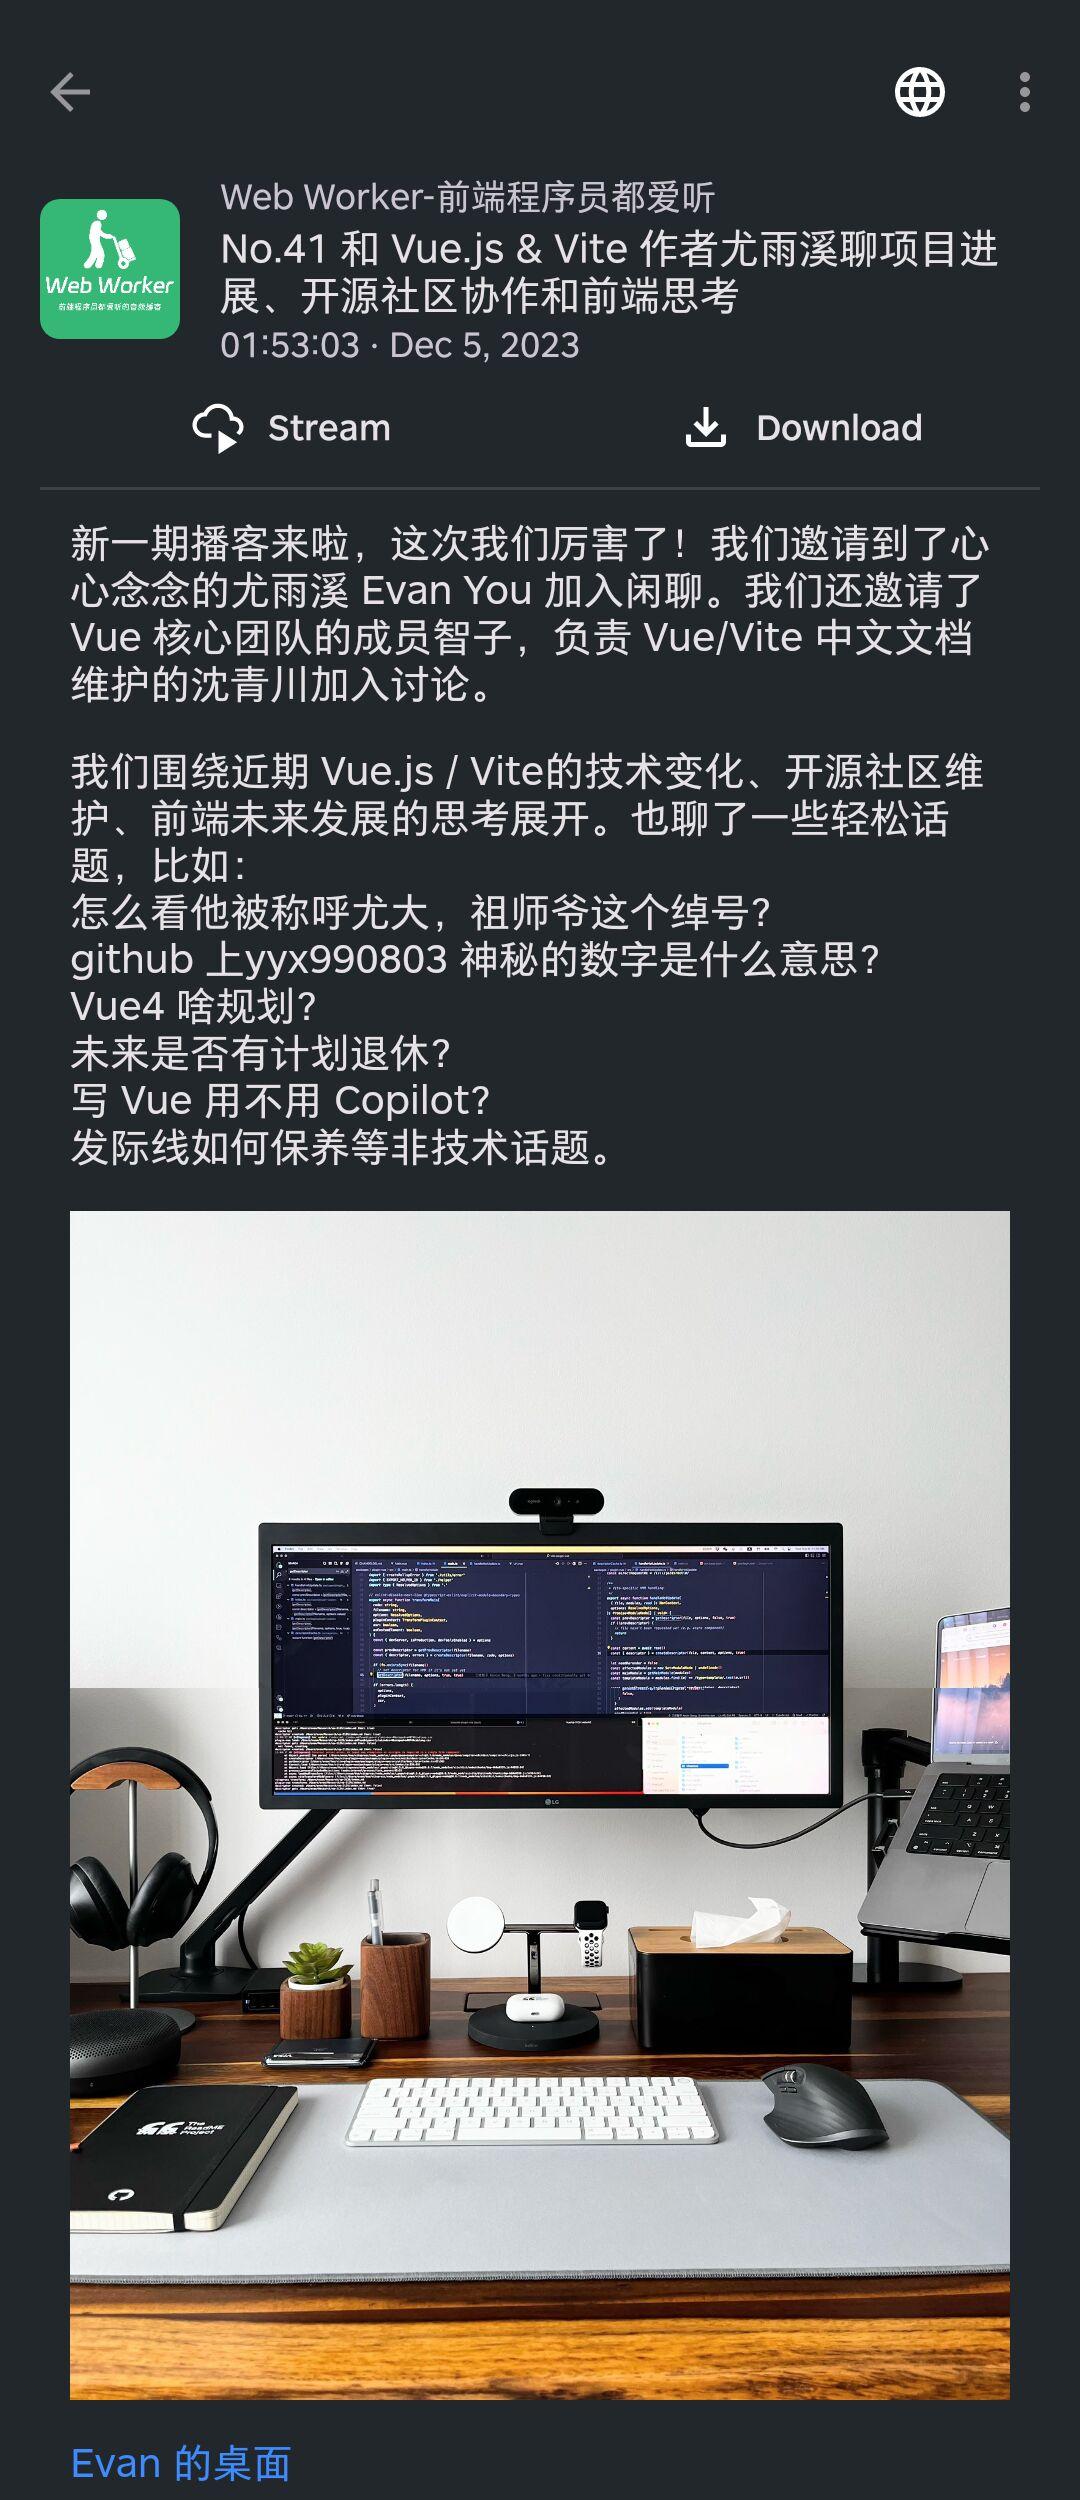 Web Worker-前端程序员都爱听
No.41 和 Vue.js & Vite 作者尤雨溪聊项目进
展、开源社区协作和前端思考
01:53:03 · Dec 5, 2023
Web Worker
前端程序员都爱听的音频播客
Stream
Download
新一期播客来啦，这次我们厉害了！我们邀请到了心
心念念的尤雨溪 Evan You 加入闲聊。我们还邀请了
Vue 核心团队的成员智子，负责 Vue/Vite 中文文档
维护的沈青川加入讨论。
我们围绕近期 Vue.js / Vite的技术变化、开源社区维
护、前端未来发展的思考展开。也聊了一些轻松话
题，比如：
怎么看他被称呼尤大，祖师爷这个绰号？
github 上yyx990803 神秘的数字是什么意思？
Vue4 啥规划？
未来是否有计划退休？
写 Vue 用不用 Copilot？
发际线如何保养等非技术话题。
LG
The
ReadME
Project
Evan 的桌面